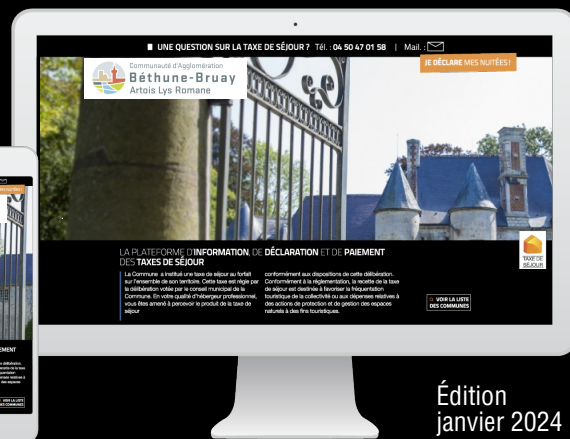 UNE QUESTION SUR LA TAXE DE SÉJOUR ? Tél. : 04 50 47 01 58 | Mail. :
JE DÉCLARE MES NUITÉES !
Communauté d'Agglomération
Béthune-Bruay
Artois Lys Romane
LA PLATEFORME D'INFORMATION, DE DÉCLARATION ET DE PAIEMENT
DES TAXES DE SÉJOUR
La Commune a institué une taxe de séjour au forfait
sur l'ensemble de son territoire. Cette taxe est régie par
la délibération votée par le conseil municipal de la
Commune. En votre qualité d'hébergeur professionnel,
vous êtes amené à percevoir le produit de la taxe de
séjour
conformément aux dispositions de cette délibération.
Conformément à la réglementation, la recette de la taxe
de séjour est destinée à favoriser la fréquentation
touristique de la collectivité ou aux dépenses relatives à
des actions de protection et de gestion des espaces
naturels à des fins touristiques.
TAXE DE
SÉJOUR
VOIR LA LISTE
DES COMMUNES
EMENT
VOIR LA LISTE
DES COMMUNES
Édition
janvier 2024